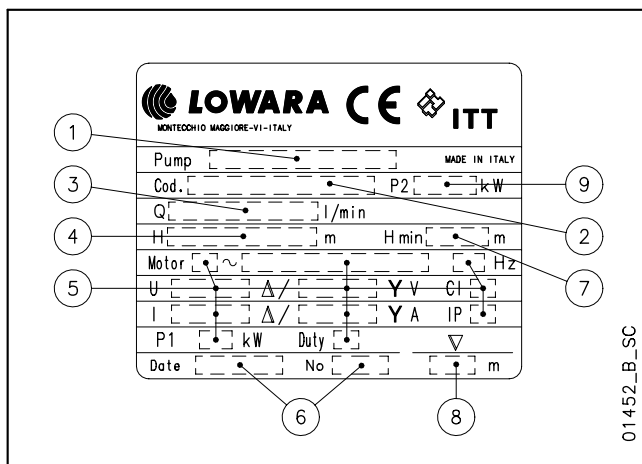 LOWARA CE ITT
MONTECCHIO MAGGIORE-VI-ITALY
1
Pump MADE IN ITALY
Cod. P2 kW 9
3 Q l/min
2
4 H m H min m
7
Motor ~ Hz
5 U Δ/ Y V Cl
I Δ/ Y A IP
P1 kW Duty ▽
Date No m
6 8
01452_B_SC